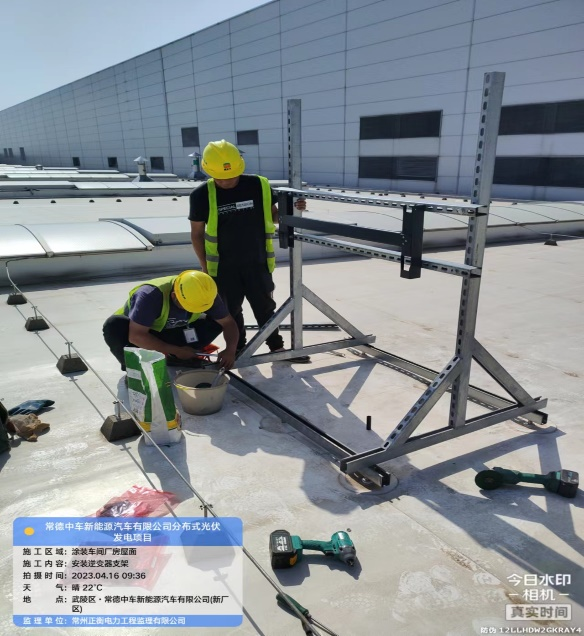 常德中车新能源汽车有限公司分布式光伏
发电项目
施工区域：涂装车间厂房屋面
施工内容：安装逆变器支架
拍摄时间：2023.04.16 09:36
天气：晴 22℃
地点：武陵区·常德中车新能源汽车有限公司(新厂
区)
监理单位：常州正衡电力工程监理有限公司
今日水印
相机
真实时间
防伪 12LLHDW2GKRAY4